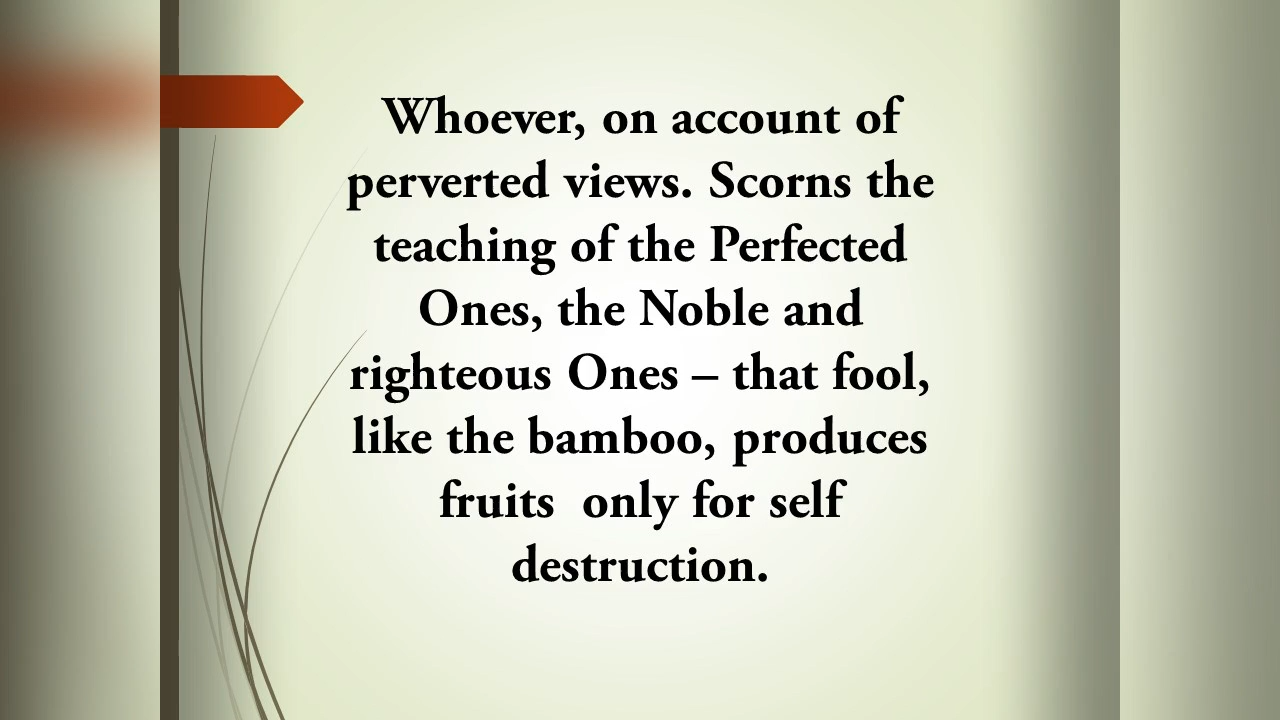 Whoever, on account of
perverted views. Scorns the
teaching of the Perfected
Ones, the Noble and
righteous Ones – that fool,
like the bamboo, produces
fruits  only for self
destruction.